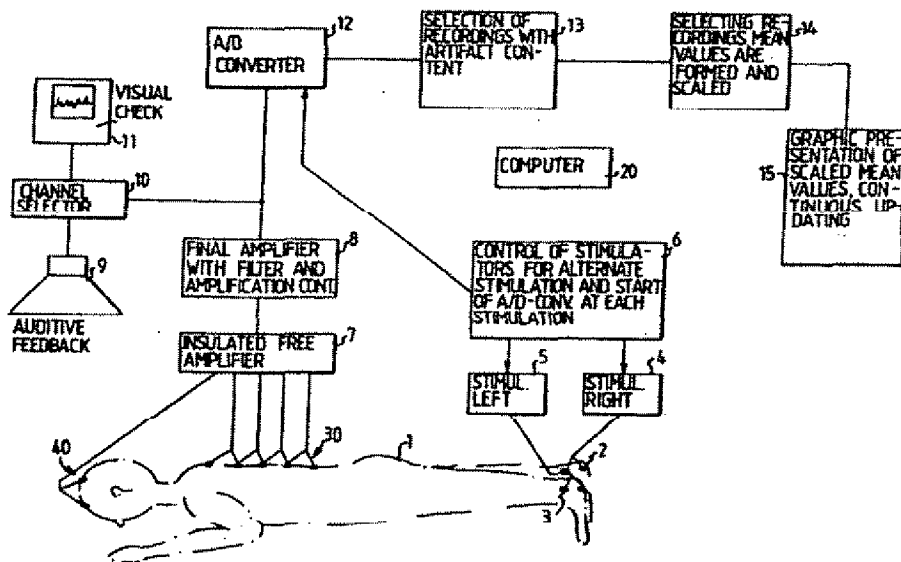 12
A/D
CONVERTER
SELECTION OF
RECORDINGS WITH
ARTIFACT CON-
TENT
13
SELECTING RE-
CORDINGS MEAN
VALUES ARE
FORMED AND
SCALED
14
VISUAL
CHECK
11
10
CHANNEL
SELECTOR
9
AUDITIVE
FEEDBACK
COMPUTER
20
GRAPHIC PRE-
SENTATION OF
SCALED MEAN
VALUES, CON-
TINUOUS UP-
DATING
15
8
FINAL AMPLIFIER
WITH FILTER AND
AMPLIFICATION CONT.
6
CONTROL OF STIMULA-
TORS FOR ALTERNATE
STIMULATION AND START
OF A/D-CONV. AT EACH
STIMULATION
7
INSULATED FREE
AMPLIFIER
5
STIMUL.
LEFT
4
STIMUL.
RIGHT
40
30
1
2
3